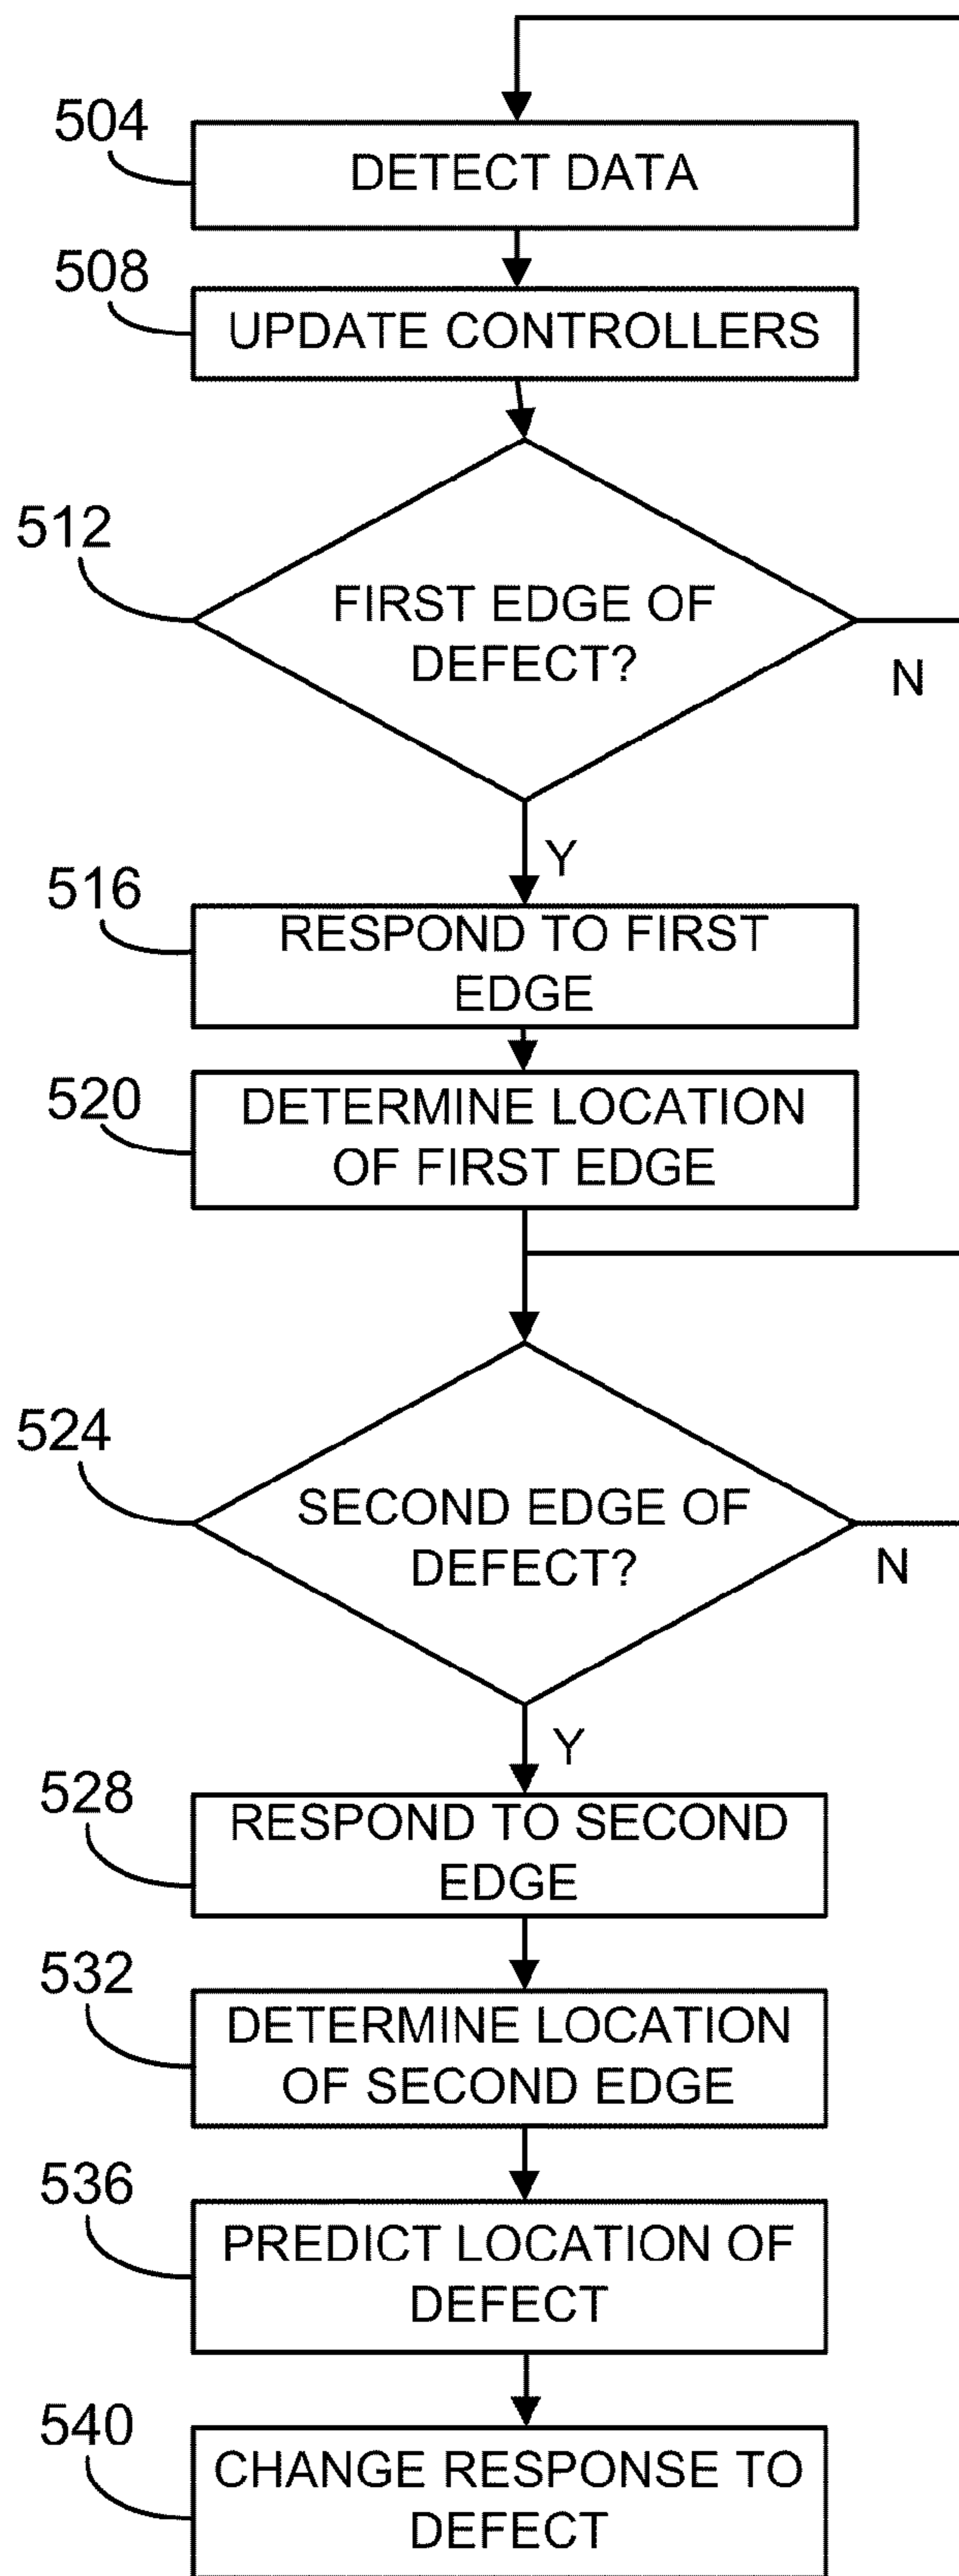 504
DETECT DATA
508
UPDATE CONTROLLERS
512
FIRST EDGE OF
DEFECT?
N
Y
516
RESPOND TO FIRST
EDGE
520
DETERMINE LOCATION
OF FIRST EDGE
524
SECOND EDGE OF
DEFECT?
N
Y
528
RESPOND TO SECOND
EDGE
532
DETERMINE LOCATION
OF SECOND EDGE
536
PREDICT LOCATION OF
DEFECT
540
CHANGE RESPONSE TO
DEFECT